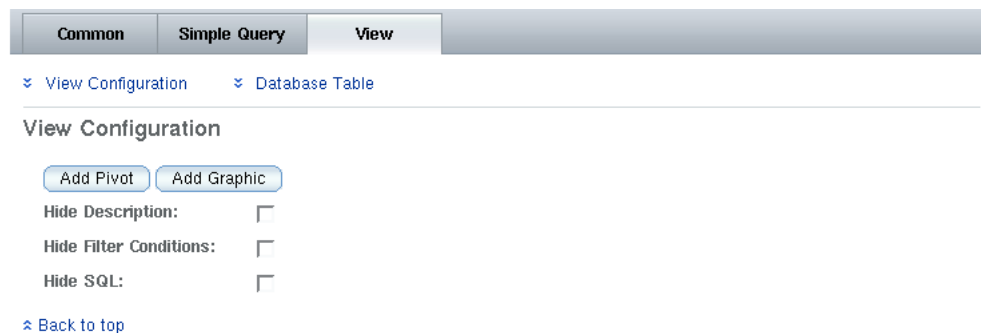 Common Simple Query View
View Configuration Database Table
View Configuration
Add Pivot Add Graphic
Hide Description:
Hide Filter Conditions:
Hide SQL:
Back to top